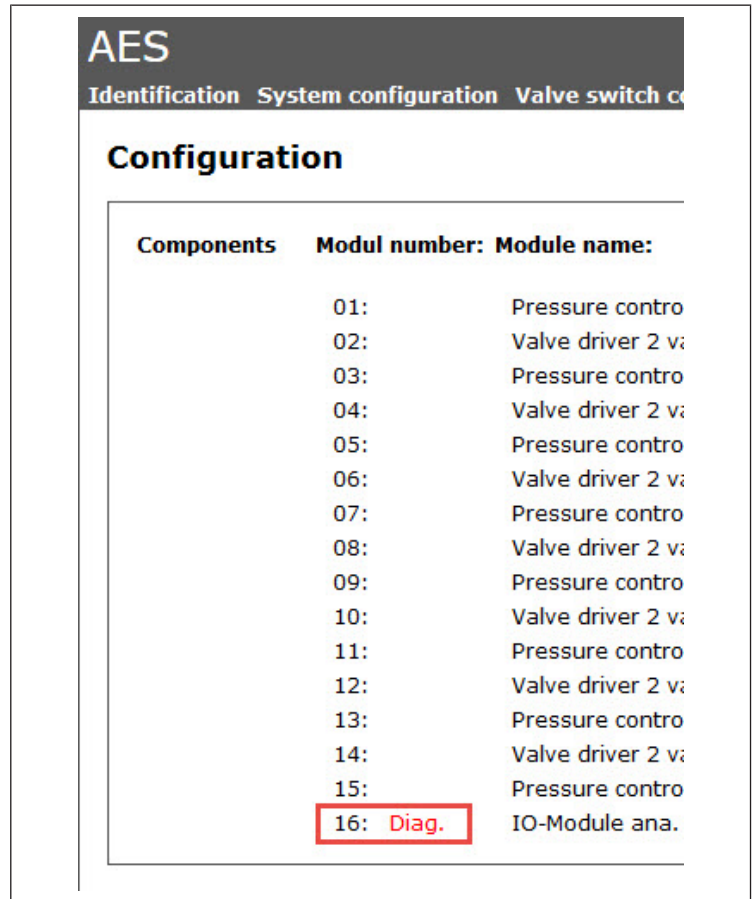 AES
Identification System configuration Valve switch co
Configuration
Components Modul number: Module name:
01: Pressure contro
02: Valve driver 2 va
03: Pressure contro
04: Valve driver 2 va
05: Pressure contro
06: Valve driver 2 va
07: Pressure contro
08: Valve driver 2 va
09: Pressure contro
10: Valve driver 2 va
11: Pressure contro
12: Valve driver 2 va
13: Pressure contro
14: Valve driver 2 va
15: Pressure contro
16: Diag. IO-Module ana.